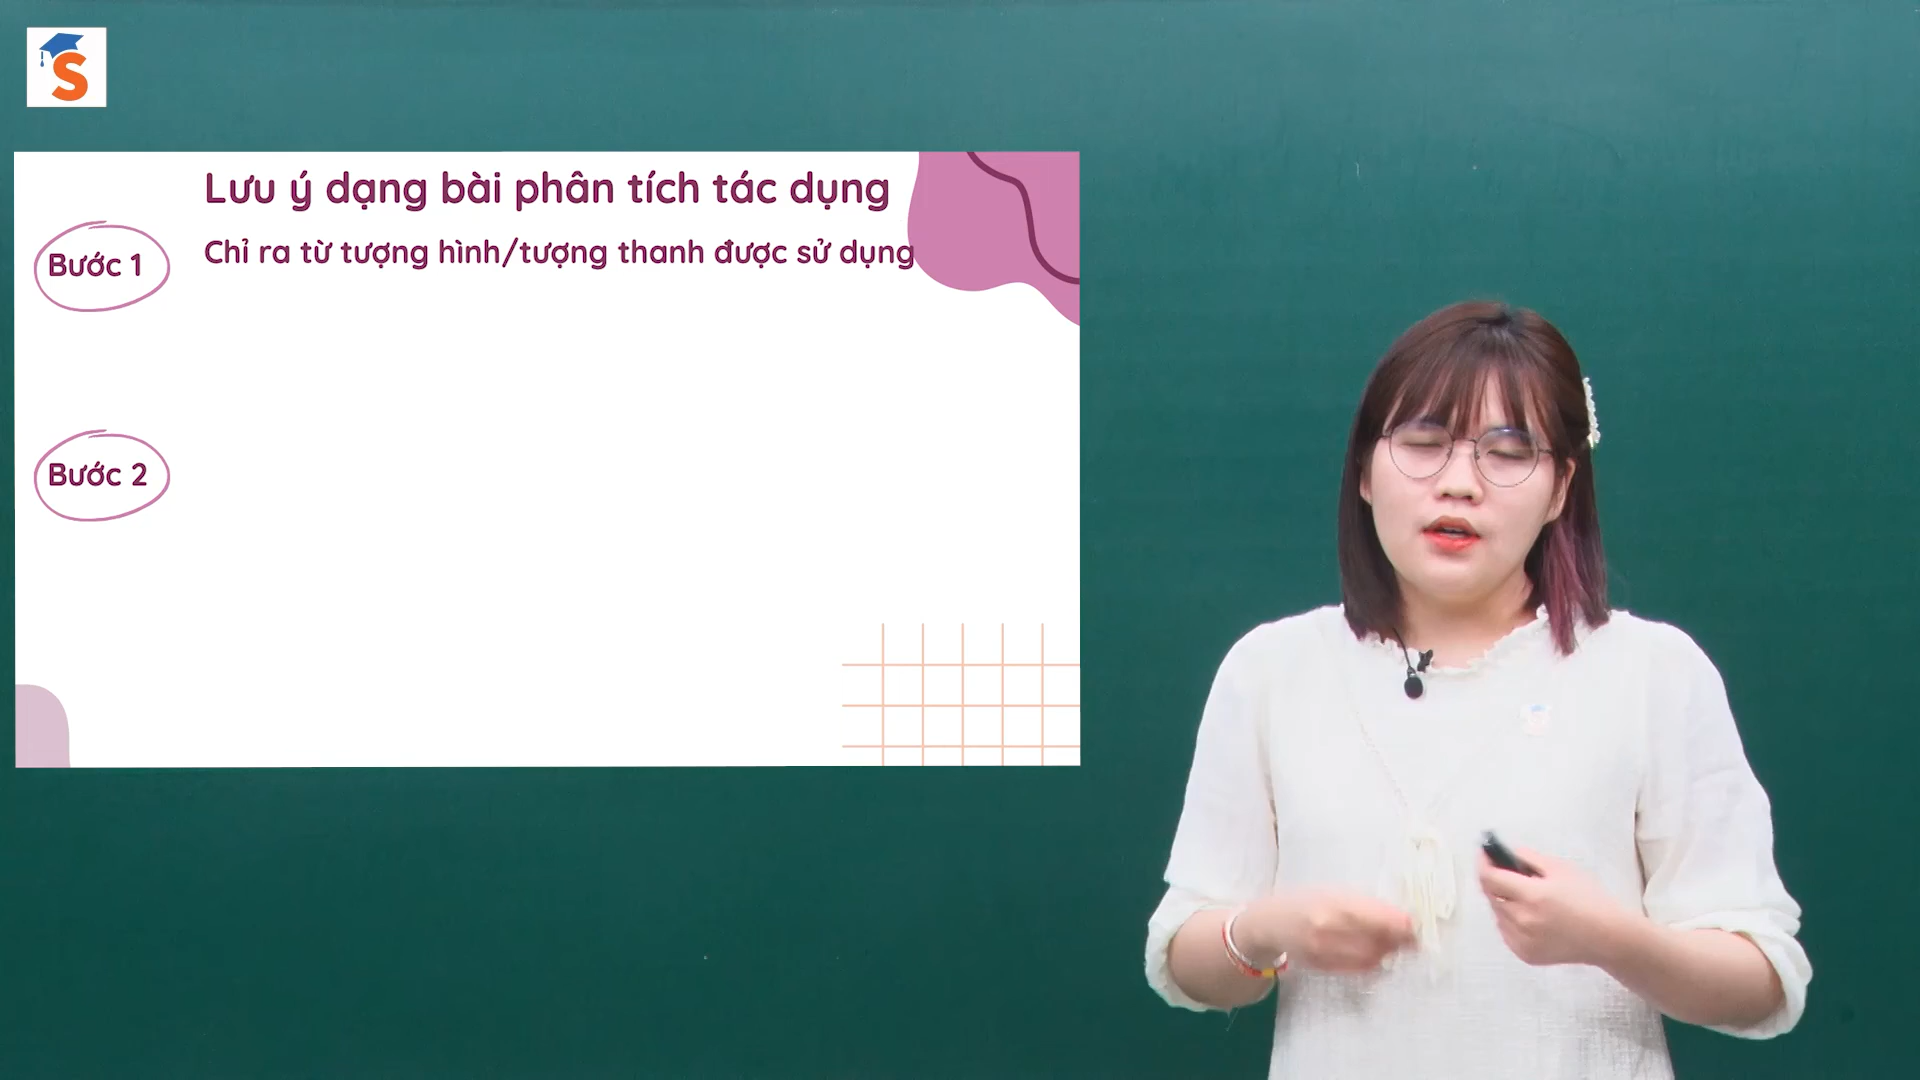 S
Lưu ý dạng bài phân tích tác dụng
Bước 1
Chỉ ra từ tượng hình/tượng thanh được sử dụng
Bước 2